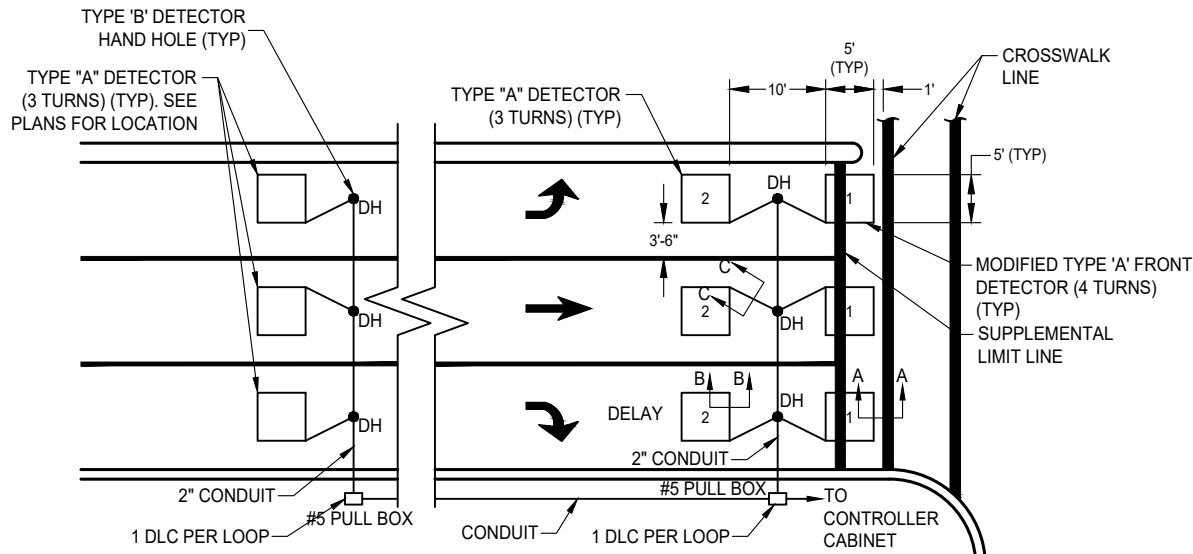 TYPE 'B' DETECTOR
HAND HOLE (TYP)
TYPE "A" DETECTOR
(3 TURNS) (TYP). SEE
PLANS FOR LOCATION
TYPE "A" DETECTOR
(3 TURNS) (TYP)
10'
5'
(TYP)
1'
CROSSWALK
LINE
5' (TYP)
DH
2
DH
1
3'-6"
MODIFIED TYPE 'A' FRONT
DETECTOR (4 TURNS)
(TYP)
SUPPLEMENTAL
LIMIT LINE
C
C
DH
2
DH
1
B
B
A
A
DH
2
DELAY
DH
1
2" CONDUIT
2" CONDUIT
#5 PULL BOX
#5 PULL BOX
1 DLC PER LOOP
CONDUIT
1 DLC PER LOOP
TO
CONTROLLER
CABINET